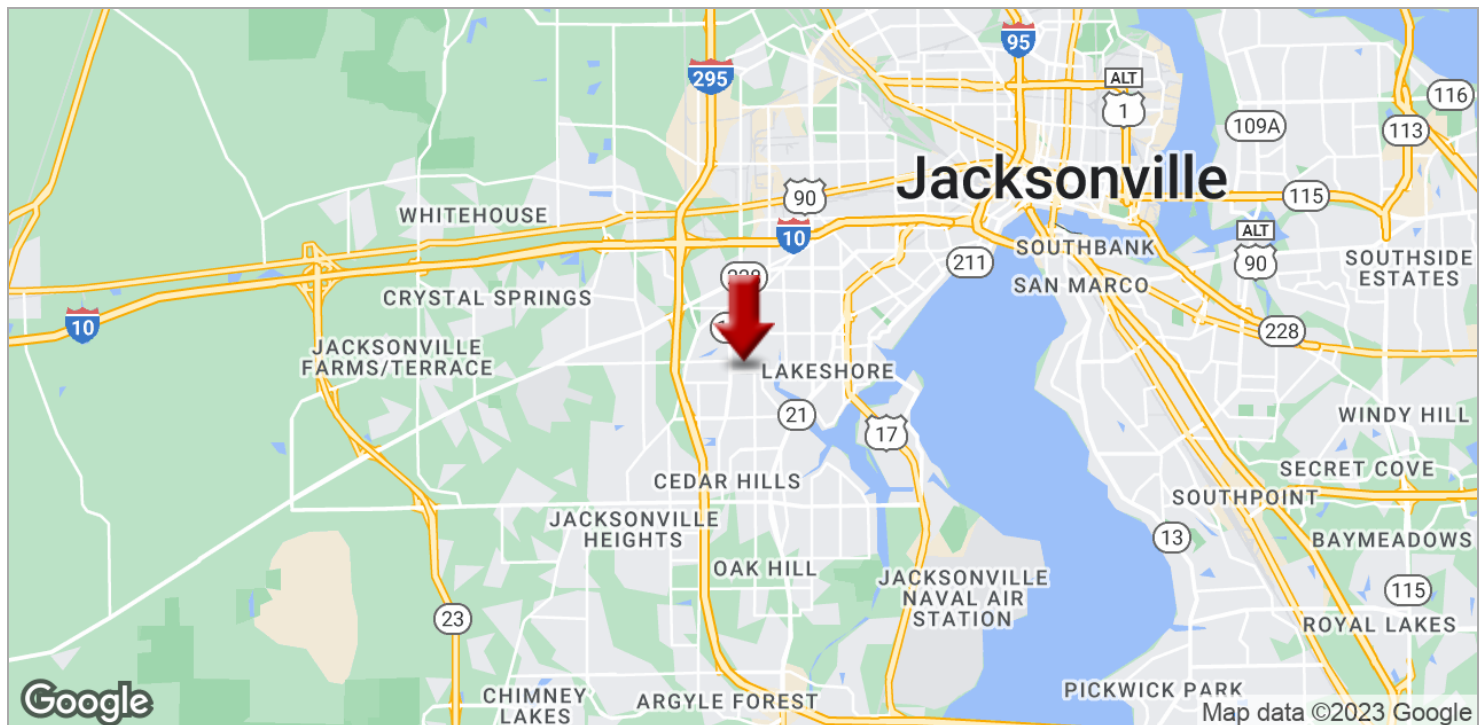 95
295
ALT
1
116
109A
113
Jacksonville
90
115
WHITEHOUSE
10
SOUTHBANK
ALT
90
211
SOUTHSIDE
ESTATES
SAN MARCO
CRYSTAL SPRINGS
10
228
JACKSONVILLE
FARMS/TERRACE
LAKESHORE
21
17
WINDY HILL
SECRET COVE
CEDAR HILLS
SOUTHPOINT
JACKSONVILLE
HEIGHTS
13
BAYMEADOWS
OAK HILL
JACKSONVILLE
NAVAL AIR
STATION
115
23
ROYAL LAKES
CHIMNEY
LAKES
ARGYLE FOREST
PICKWICK PARK
Google
Map data ©2023 Google